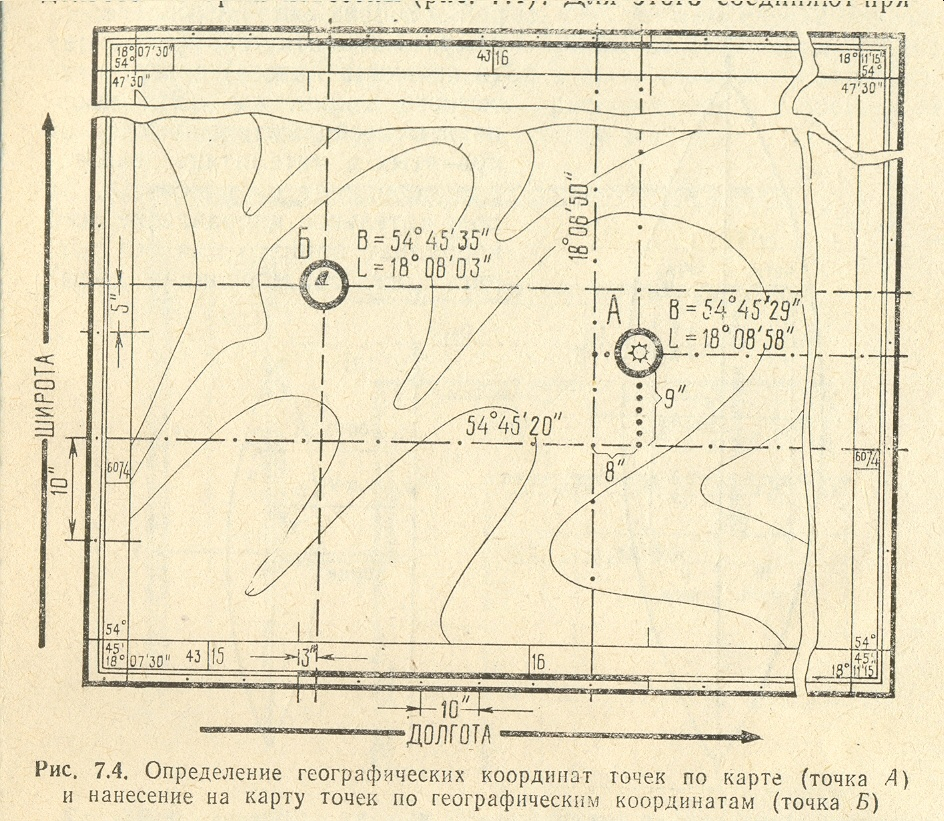 18° 07'30" 43 16 18° 11'15"
54° 54°
47'30" 47'30"
18°06'50"
Б
B = 54°45'35"
L = 18°08'03"
5"
А
B = 54°45'29"
L = 18°08'58"
9"
ШИРОТА
54°45'20"
8"
60 74
60 74
10"
54°
54°
45'
45'
18° 07'30" 43 15 3" 16 18° 11'15
10"
ДОЛГОТА
Рис. 7.4. Определение географических координат точек по карте (точка А)
и нанесение на карту точек по географическим координатам (точка Б)